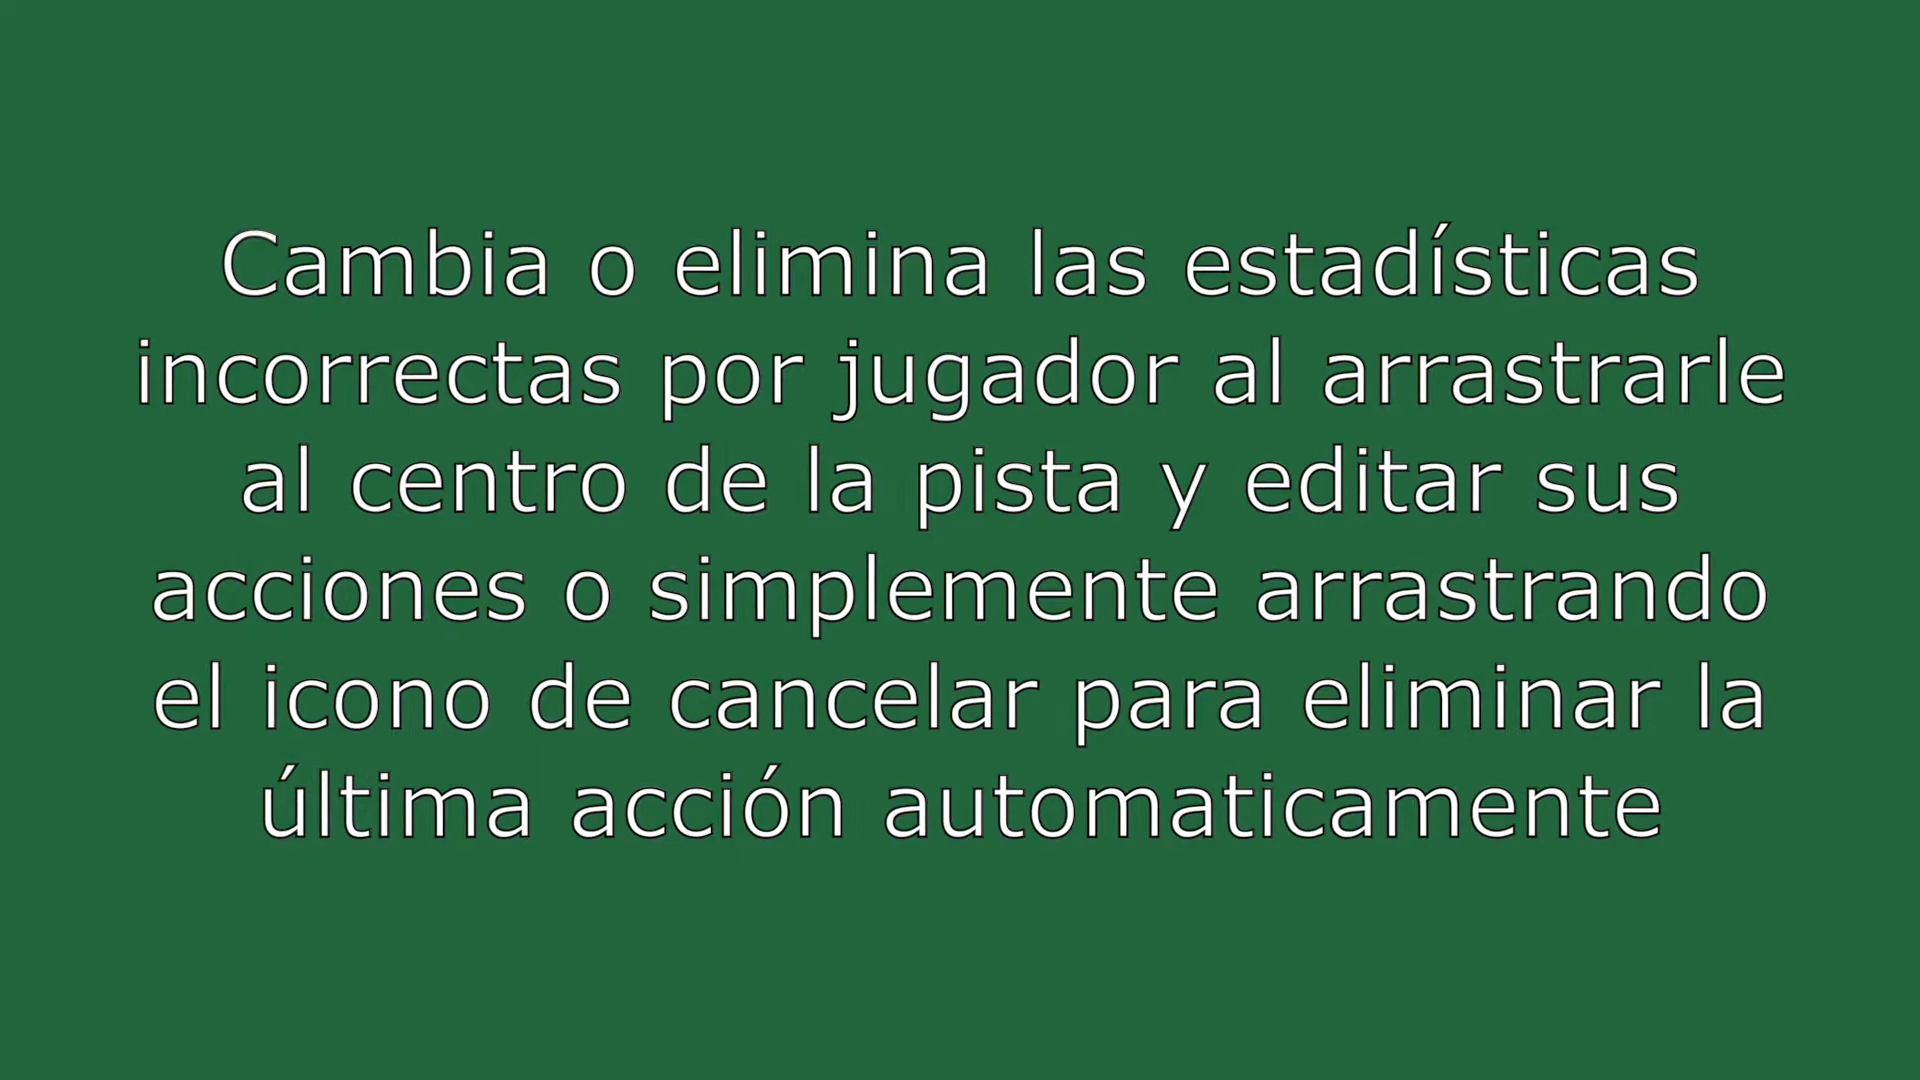 Cambia o elimina las estadísticas
incorrectas por jugador al arrastrarle
al centro de la pista y editar sus
acciones o simplemente arrastrando
el icono de cancelar para eliminar la
última acción automaticamente